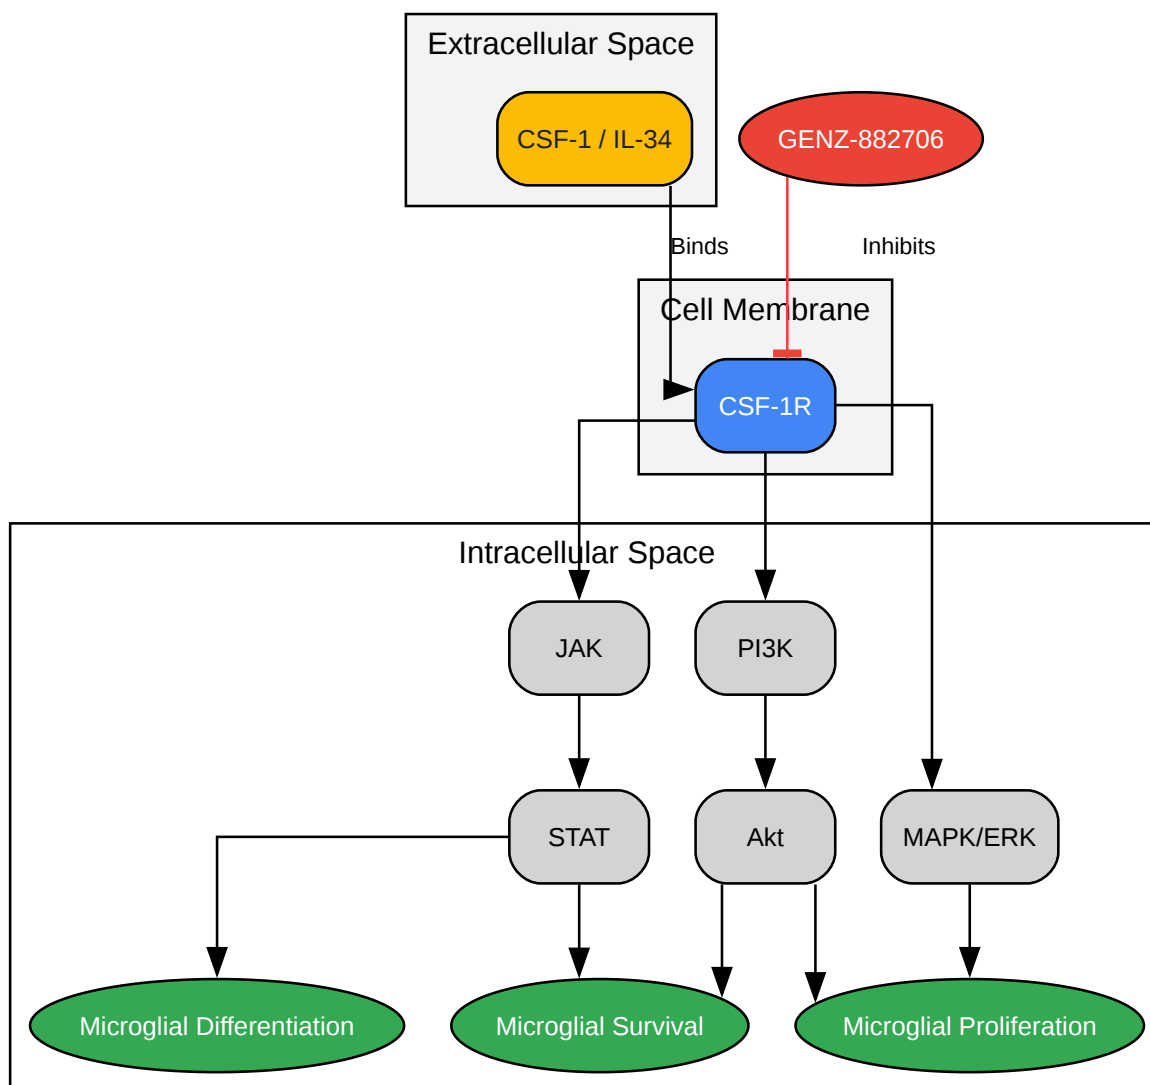 Extracellular Space
CSF-1 / IL-34
GENZ-882706
Binds
Inhibits
Cell Membrane
CSF-1R
Intracellular Space
JAK
PI3K
STAT
Akt
MAPK/ERK
Microglial Differentiation
Microglial Survival
Microglial Proliferation